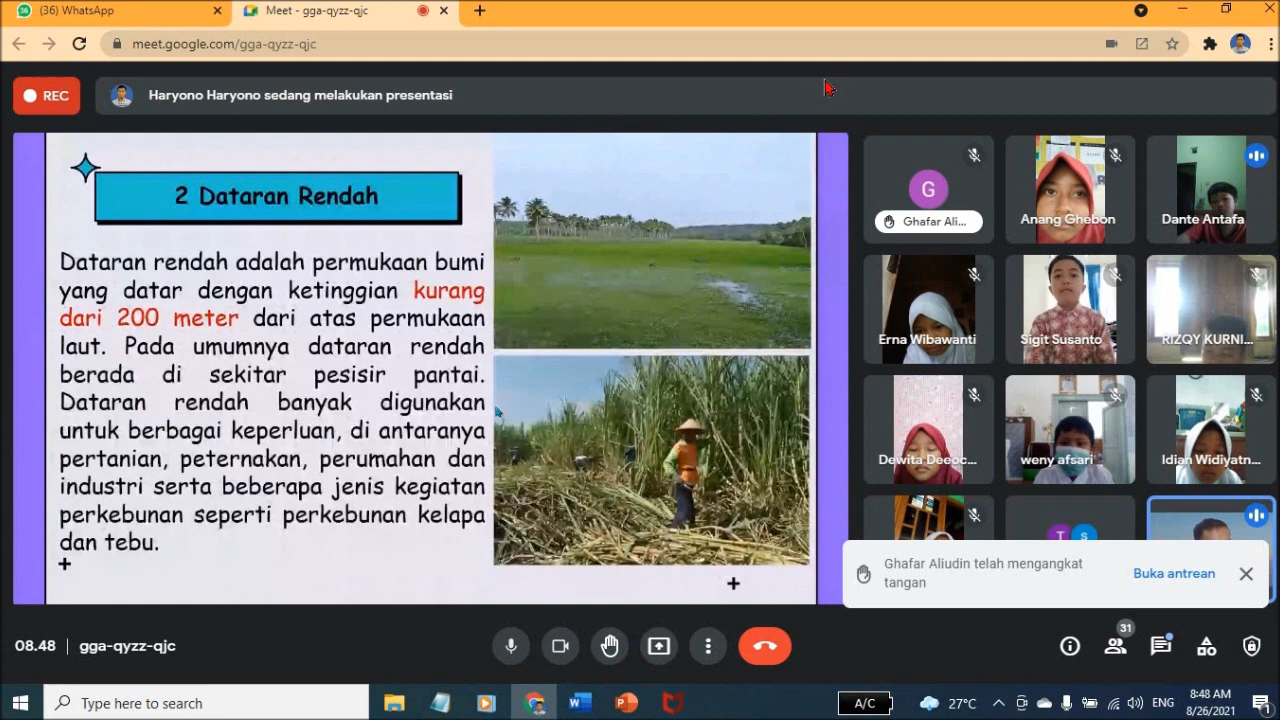 (36) WhatsApp
Meet - gga-qyzz-qjc
meet.google.com/gga-qyzz-qjc
REC
Haryono Haryono sedang melakukan presentasi
2 Dataran Rendah
Dataran rendah adalah permukaan bumi
yang datar dengan ketinggian kurang
dari 200 meter dari atas permukaan
laut. Pada umumnya dataran rendah
berada di sekitar pesisir pantai.
Dataran rendah banyak digunakan
untuk berbagai keperluan, di antaranya
pertanian, peternakan, perumahan dan
industri serta beberapa jenis kegiatan
perkebunan seperti perkebunan kelapa
dan tebu.
G
Ghafar Ali...
Anang Ghebon
Dante Antafa
Erna Wibawanti
Sigit Susanto
RIZQY KURNI...
Dewita Deeoc...
weny afsari
Idian Widiyatn...
T
s
Ghafar Aliudin telah mengangkat
tangan
Buka antrean
08.48
gga-qyzz-qjc
31
Type here to search
A/C
27°C
ENG
8:48 AM
8/26/2021
1